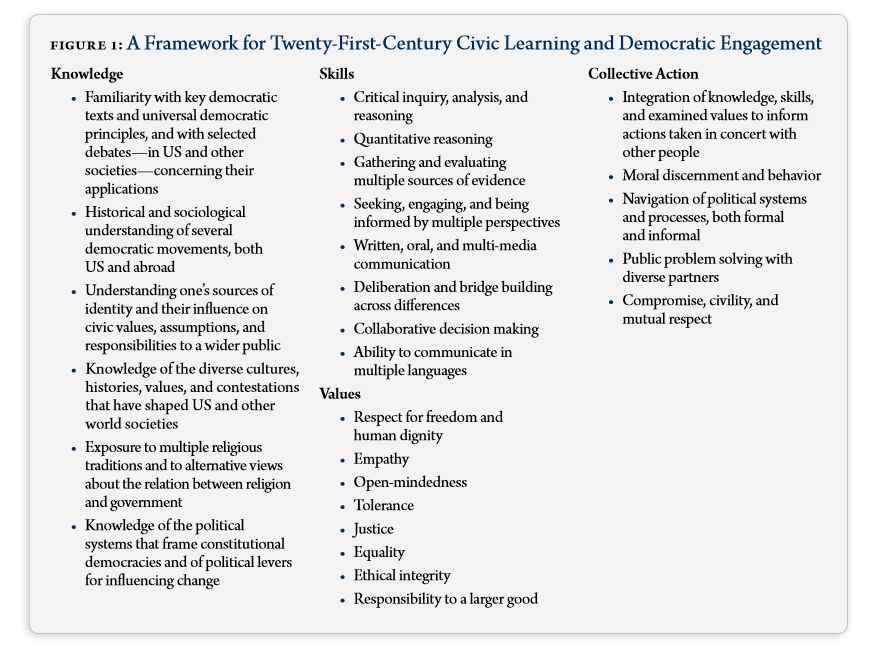 FIGURE 1: A Framework for Twenty-First-Century Civic Learning and Democratic Engagement
Knowledge
• Familiarity with key democratic
texts and universal democratic
principles, and with selected
debates—in US and other
societies—concerning their
applications
• Historical and sociological
understanding of several
democratic movements, both
US and abroad
• Understanding one's sources of
identity and their influence on
civic values, assumptions, and
responsibilities to a wider public
• Knowledge of the diverse cultures,
histories, values, and contestations
that have shaped US and other
world societies
• Exposure to multiple religious
traditions and to alternative views
about the relation between religion
and government
• Knowledge of the political
systems that frame constitutional
democracies and of political levers
for influencing change
Skills
• Critical inquiry, analysis, and
reasoning
• Quantitative reasoning
• Gathering and evaluating
multiple sources of evidence
• Seeking, engaging, and being
informed by multiple perspectives
• Written, oral, and multi-media
communication
• Deliberation and bridge building
across differences
• Collaborative decision making
• Ability to communicate in
multiple languages
Values
• Respect for freedom and
human dignity
• Empathy
• Open-mindedness
• Tolerance
• Justice
• Equality
• Ethical integrity
• Responsibility to a larger good
Collective Action
• Integration of knowledge, skills,
and examined values to inform
actions taken in concert with
other people
• Moral discernment and behavior
• Navigation of political systems
and processes, both formal
and informal
• Public problem solving with
diverse partners
• Compromise, civility, and
mutual respect